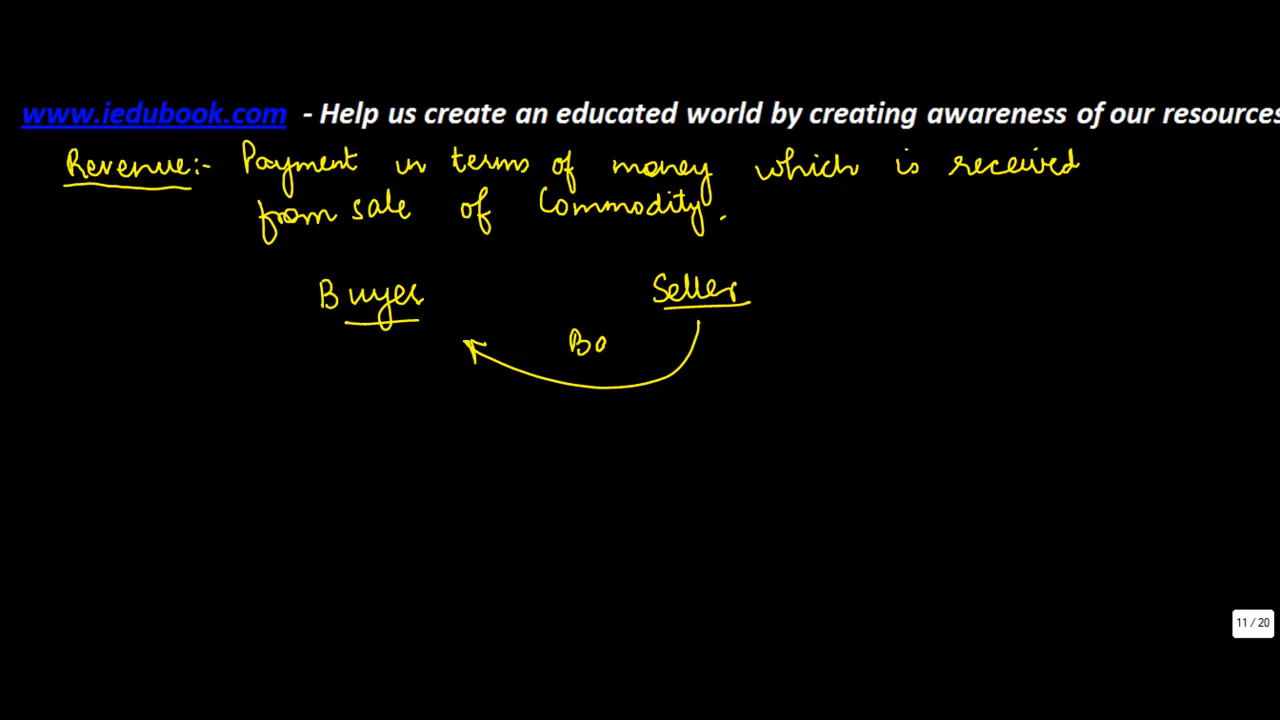 www.iedubook.com - Help us create an educated world by creating awareness of our resources
Revenue:- Payment in terms of money which is received
from sale of Commodity.
Buyer Seller
Bo
11 / 20